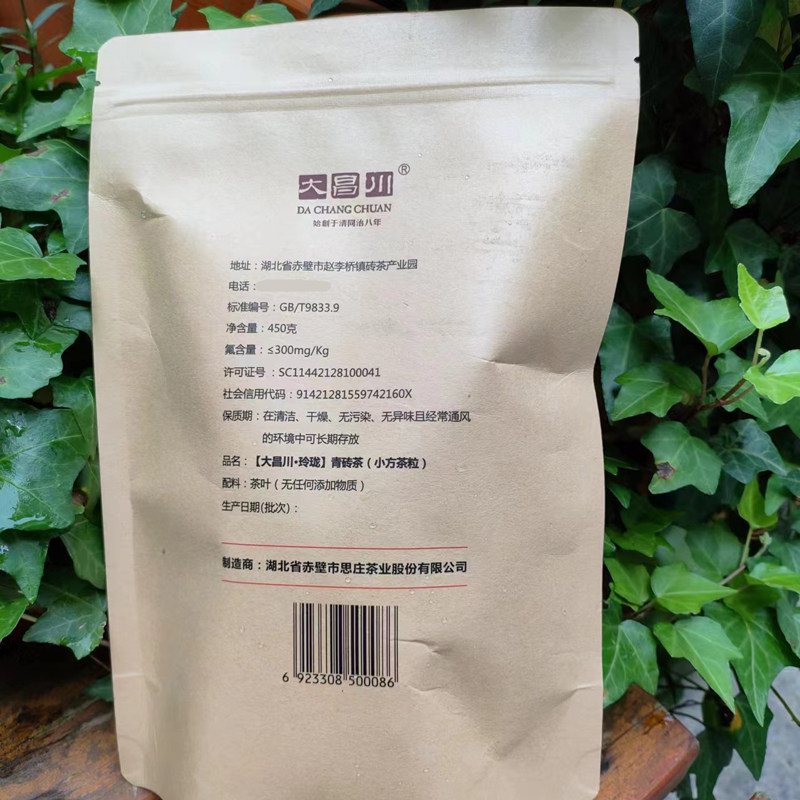 大昌川®
DA CHANG CHUAN
始創于清同治八年
地址：湖北省赤壁市赵李桥镇砖茶产业园
电话：
标准编号：GB/T9833.9
净含量：450克
氟含量：≤300mg/Kg
许可证号：SC11442128100041
社会信用代码：91421281559742160X
保质期：在清洁、干燥、无污染、无异味且经常通风
的环境中可长期存放
品名：【大昌川·玲珑】青砖茶（小方茶粒）
配料：茶叶（无任何添加物质）
生产日期(批次)：
制造商：湖北省赤壁市思庄茶业股份有限公司
6 923308 500086